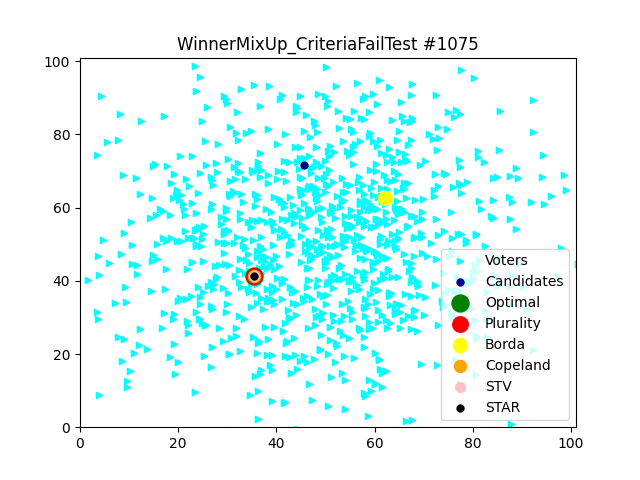 WinnerMixUp_CriteriaFailTest #1075
100
80
60
40
20
0
0 20 40 60 80 100
Voters
Candidates
Optimal
Plurality
Borda
Copeland
STV
STAR